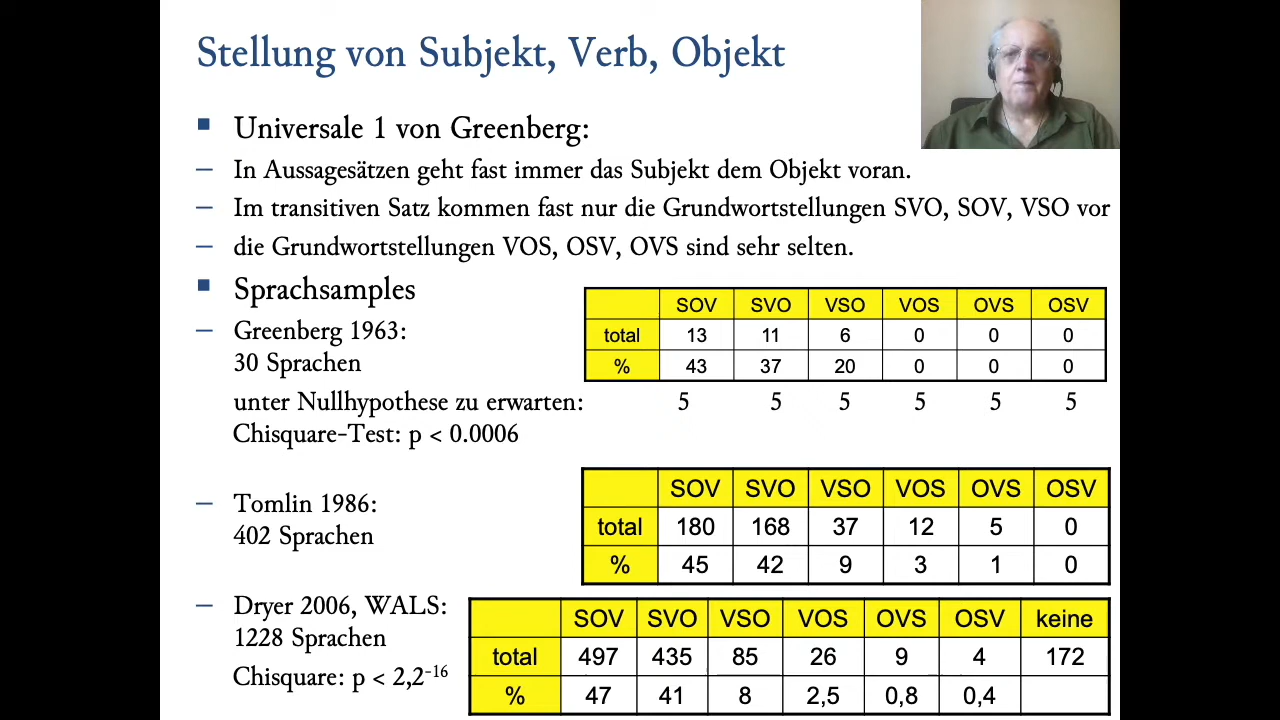 Stellung von Subjekt, Verb, Objekt
Universale 1 von Greenberg:
In Aussagesätzen geht fast immer das Subjekt dem Objekt voran.
Im transitiven Satz kommen fast nur die Grundwortstellungen SVO, SOV, VSO vor
die Grundwortstellungen VOS, OSV, OVS sind sehr selten.
Sprachsamples
Greenberg 1963:
30 Sprachen
SOV SVO VSO VOS OVS OSV
total 13 11 6 0 0 0
% 43 37 20 0 0 0
unter Nullhypothese zu erwarten: 5 5 5 5 5 5
Chisquare-Test: p < 0.0006
Tomlin 1986:
402 Sprachen
SOV SVO VSO VOS OVS OSV
total 180 168 37 12 5 0
% 45 42 9 3 1 0
Dryer 2006, WALS:
1228 Sprachen
Chisquare: p < 2,2⁻¹⁶
SOV SVO VSO VOS OVS OSV keine
total 497 435 85 26 9 4 172
% 47 41 8 2,5 0,8 0,4